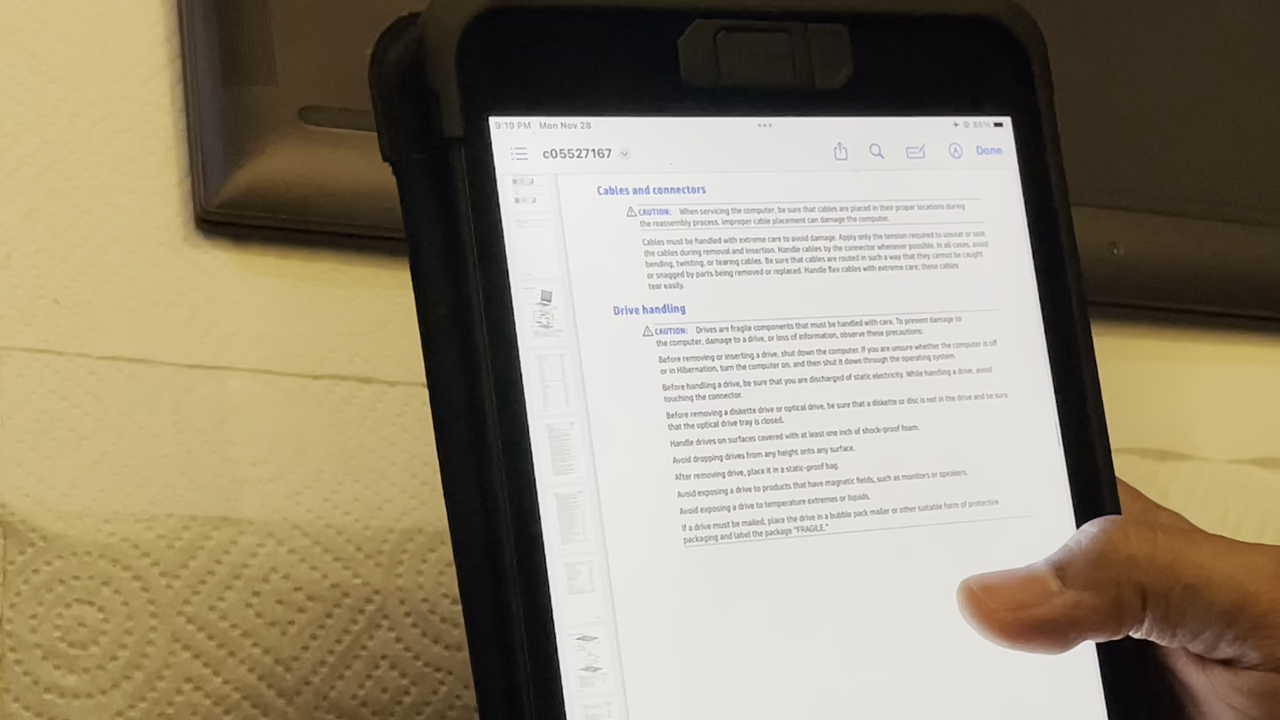 9:19 PM Mon Nov 28
86%
c05527167
Done
Cables and connectors
CAUTION: When servicing the computer, be sure that cables are placed in their proper locations during
the reassembly process. Improper cable placement can damage the computer.
Cables must be handled with extreme care to avoid damage. Apply only the tension required to unseat or seat
the cables during removal and insertion. Handle cables by the connector whenever possible. In all cases, avoid
bending, twisting, or tearing cables. Be sure that cables are routed in such a way that they cannot be caught
or snagged by parts being removed or replaced. Handle flex cables with extreme care; these cables
tear easily.
Drive handling
CAUTION: Drives are fragile components that must be handled with care. To prevent damage to
the computer, damage to a drive, or loss of information, observe these precautions:
Before removing or inserting a drive, shut down the computer. If you are unsure whether the computer is off
or in Hibernation, turn the computer on, and then shut it down through the operating system.
Before handling a drive, be sure that you are discharged of static electricity. While handling a drive, avoid
touching the connector.
Before removing a diskette drive or optical drive, be sure that a diskette or disc is not in the drive and be sure
that the optical drive tray is closed.
Handle drives on surfaces covered with at least one inch of shock-proof foam.
Avoid dropping drives from any height onto any surface.
After removing drive, place it in a static-proof bag.
Avoid exposing a drive to products that have magnetic fields, such as monitors or speakers.
Avoid exposing a drive to temperature extremes or liquids.
If a drive must be mailed, place the drive in a bubble pack mailer or other suitable form of protective
packaging and label the package "FRAGILE."